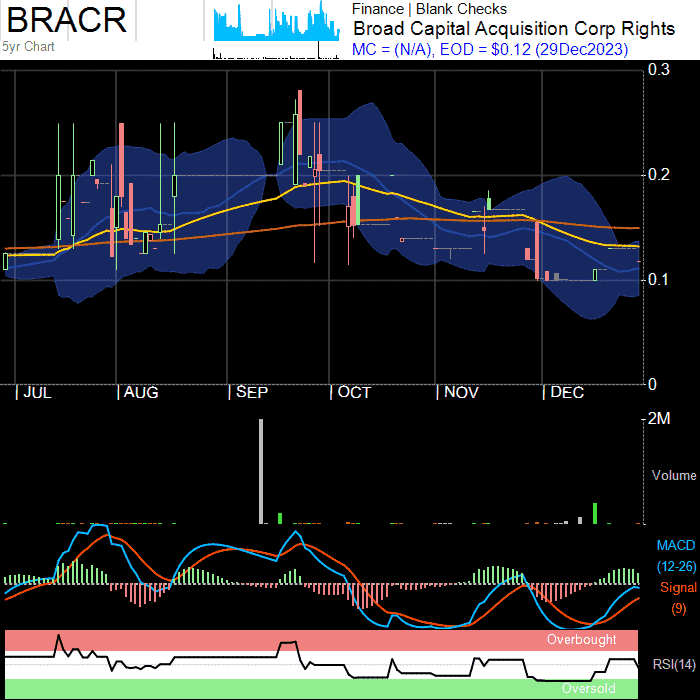 BRACR
5yr Chart
Finance | Blank Checks
Broad Capital Acquisition Corp Rights
MC = (N/A), EOD = $0.12 (29Dec2023)
0.3
0.2
0.1
0
JUL AUG SEP OCT NOV DEC
2M
Volume
MACD
(12-26)
Signal
(9)
Overbought
RSI(14)
Oversold